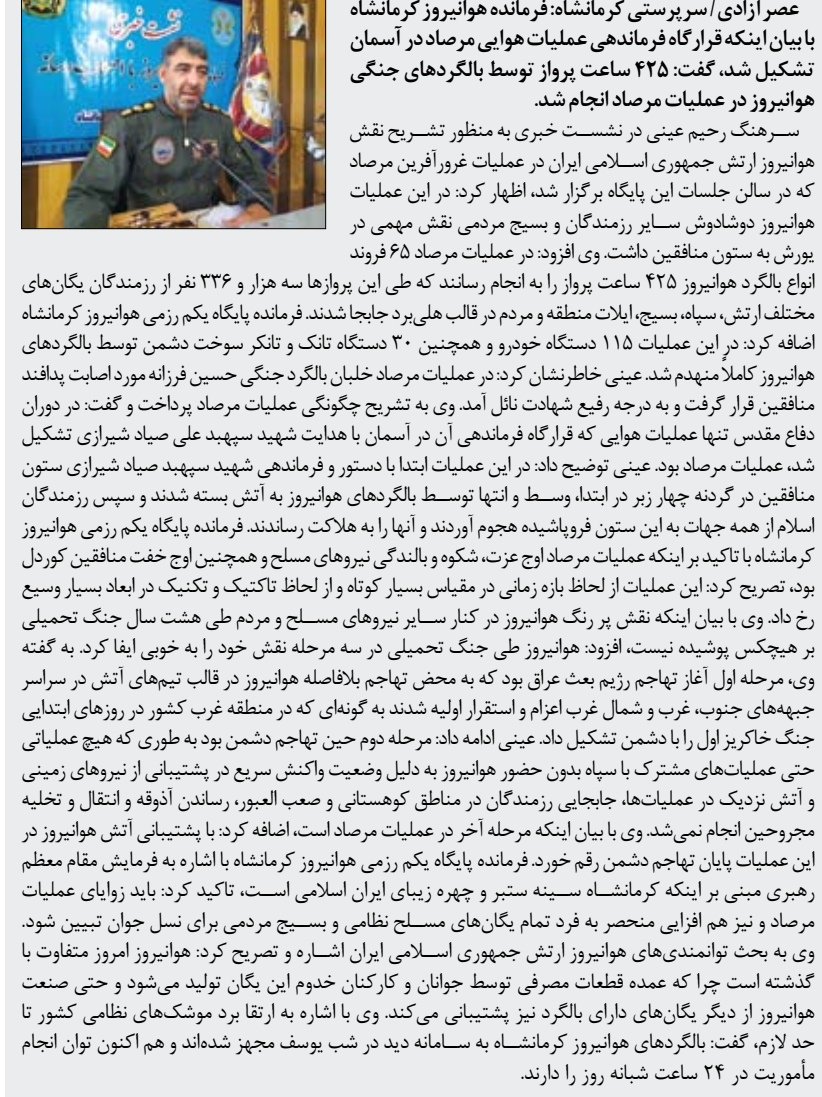 عصر آزادی/ سرپرستی کرمانشاه: فرمانده هوانیروز کرمانشاه
با بیان اینکه قرارگاه فرماندهی عملیات هوایی مرصاد در آسمان
تشکیل شد، گفت: ۴۲۵ ساعت پرواز توسط بالگردهای جنگی
هوانیروز در عملیات مرصاد انجام شد.
سرهنگ رحیم عینی در نشست خبری به منظور تشریح نقش
هوانیروز ارتش جمهوری اسلامی ایران در عملیات غرورآفرین مرصاد
که در سالن جلسات این پایگاه برگزار شد، اظهار کرد: در این عملیات
هوانیروز دوشادوش سایر رزمندگان و بسیج مردمی نقش مهمی در
یورش به ستون منافقین داشت. وی افزود: در عملیات مرصاد ۶۵ فروند
انواع بالگرد هوانیروز ۴۲۵ ساعت پرواز را به انجام رسانند که طی این پروازها سه هزار و ۳۳۶ نفر از رزمندگان یگان‌های
مختلف ارتش، سپاه، بسیج، ایلات منطقه و مردم در قالب هلی‌برد جابجا شدند. فرمانده پایگاه یکم رزمی هوانیروز کرمانشاه
اضافه کرد: در این عملیات ۱۱۵ دستگاه خودرو و همچنین ۳۰ دستگاه تانک و تانکر سوخت دشمن توسط بالگردهای
هوانیروز کاملاً منهدم شد. عینی خاطرنشان کرد: در عملیات مرصاد خلبان بالگرد جنگی حسین فرزانه مورد اصابت پدافند
منافقین قرار گرفت و به درجه رفیع شهادت نائل آمد. وی به تشریح چگونگی عملیات مرصاد پرداخت و گفت: در دوران
دفاع مقدس تنها عملیات هوایی که قرارگاه فرماندهی آن در آسمان با هدایت شهید سپهبد علی صیاد شیرازی تشکیل
شد، عملیات مرصاد بود. عینی توضیح داد: در این عملیات ابتدا با دستور و فرماندهی شهید سپهبد صیاد شیرازی ستون
منافقین در گردنه چهار زبر در ابتدا، وسط و انتها توسط بالگردهای هوانیروز به آتش بسته شدند و سپس رزمندگان
اسلام از همه جهات به این ستون فروپاشیده هجوم آوردند و آنها را به هلاکت رساندند. فرمانده پایگاه یکم رزمی هوانیروز
کرمانشاه با تاکید بر اینکه عملیات مرصاد اوج عزت، شکوه و بالندگی نیروهای مسلح و همچنین اوج خفت منافقین کوردل
بود، تصریح کرد: این عملیات از لحاظ بازه زمانی در مقیاس بسیار کوتاه و از لحاظ تاکتیک و تکنیک در ابعاد بسیار وسیع
رخ داد. وی با بیان اینکه نقش پر رنگ هوانیروز در کنار سایر نیروهای مسلح و مردم طی هشت سال جنگ تحمیلی
بر هیچکس پوشیده نیست، افزود: هوانیروز طی جنگ تحمیلی در سه مرحله نقش خود را به خوبی ایفا کرد. به گفته
وی، مرحله اول آغاز تهاجم رژیم بعث عراق بود که به محض تهاجم بلافاصله هوانیروز در قالب تیم‌های آتش در سراسر
جبهه‌های جنوب، غرب و شمال غرب اعزام و استقرار اولیه شدند به گونه‌ای که در منطقه غرب کشور در روزهای ابتدایی
جنگ خاکریز اول را با دشمن تشکیل داد. عینی ادامه داد: مرحله دوم حین تهاجم دشمن بود به طوری که هیچ عملیاتی
حتی عملیات‌های مشترک با سپاه بدون حضور هوانیروز به دلیل وضعیت واکنش سریع در پشتیبانی از نیروهای زمینی
و آتش نزدیک در عملیات‌ها، جابجایی رزمندگان در مناطق کوهستانی و صعب العبور، رساندن آذوقه و انتقال و تخلیه
مجروحین انجام نمی‌شد. وی با بیان اینکه مرحله آخر در عملیات مرصاد است، اضافه کرد: با پشتیبانی آتش هوانیروز در
این عملیات پایان تهاجم دشمن رقم خورد. فرمانده پایگاه یکم رزمی هوانیروز کرمانشاه با اشاره به فرمایش مقام معظم
رهبری مبنی بر اینکه کرمانشاه سینه ستبر و چهره زیبای ایران اسلامی است، تاکید کرد: باید زوایای عملیات
مرصاد و نیز هم افزایی منحصر به فرد تمام یگان‌های مسلح نظامی و بسیج مردمی برای نسل جوان تبیین شود.
وی به بحث توانمندی‌های هوانیروز ارتش جمهوری اسلامی ایران اشاره و تصریح کرد: هوانیروز امروز متفاوت با
گذشته است چرا که عمده قطعات مصرفی توسط جوانان و کارکنان خدوم این یگان تولید می‌شود و حتی صنعت
هوانیروز از دیگر یگان‌های دارای بالگرد نیز پشتیبانی می‌کند. وی با اشاره به ارتقا برد موشک‌های نظامی کشور تا
حد لازم، گفت: بالگردهای هوانیروز کرمانشاه به سامانه دید در شب یوسف مجهز شده‌اند و هم اکنون توان انجام
مأموریت در ۲۴ ساعت شبانه روز را دارند.
نشست خبری